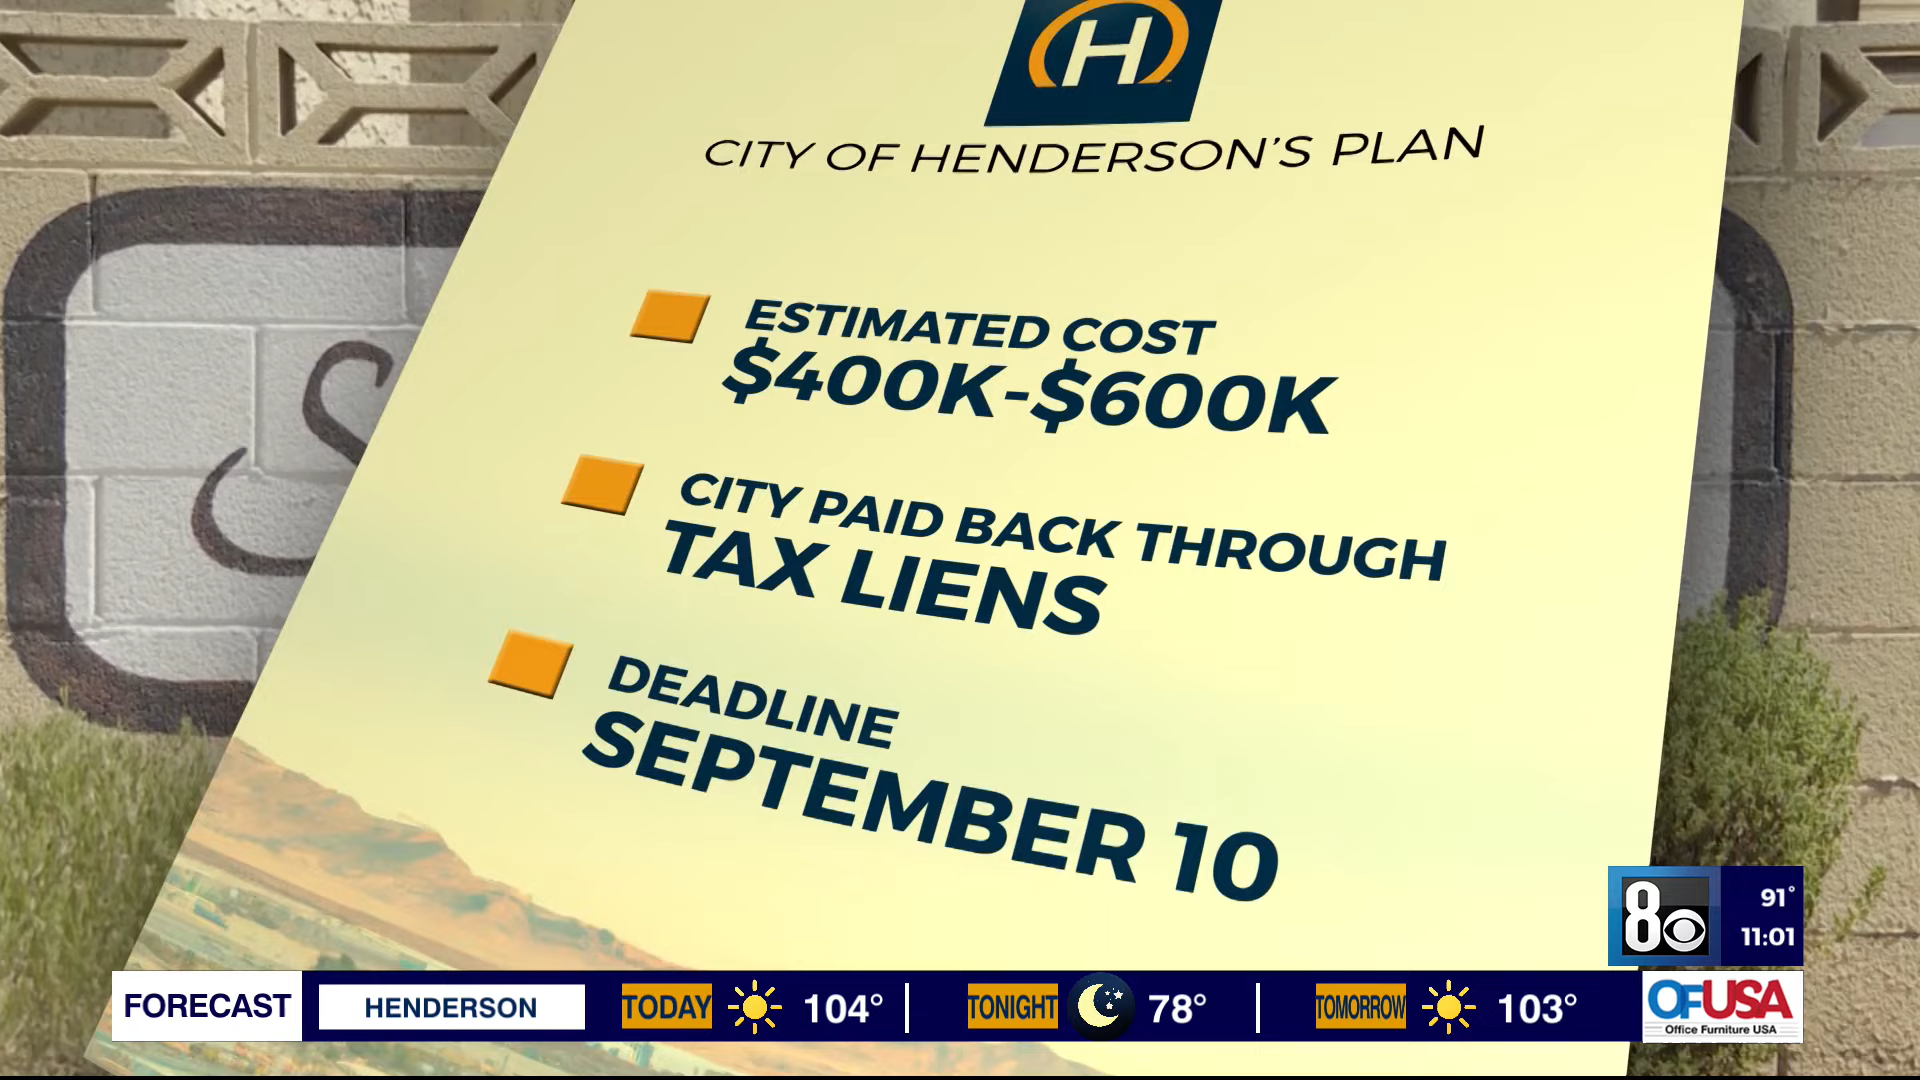 H
CITY OF HENDERSON'S PLAN
ESTIMATED COST
$400K-$600K
CITY PAID BACK THROUGH
TAX LIENS
DEADLINE
SEPTEMBER 10
S
8
91°
11:01
FORECAST
HENDERSON
TODAY
104°
TONIGHT
78°
TOMORROW
103°
OFUSA
Office Furniture USA